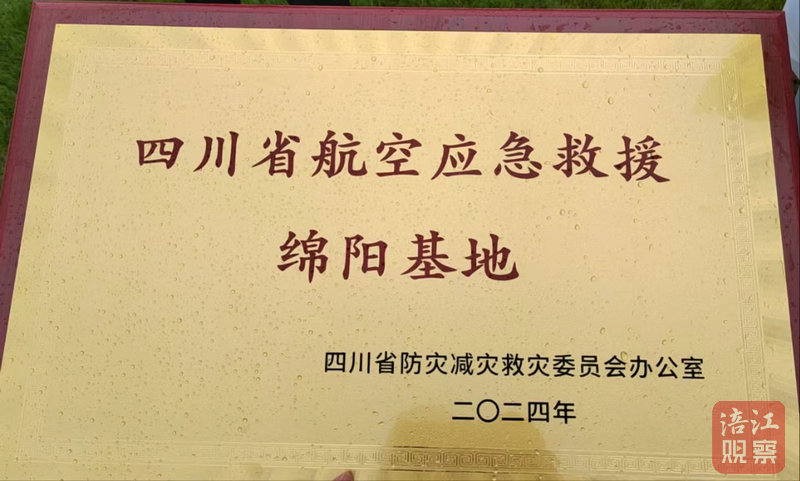 四川省航空应急救援
绵阳基地
四川省防灾减灾救灾委员会办公室
二〇二四年
涪江
观察